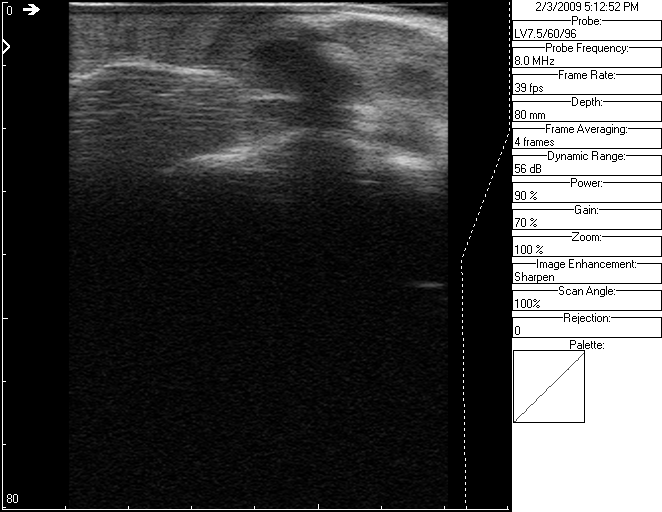 0
80
2/3/2009 5:12:52 PM
Probe:
LV7.5/60/96
Probe Frequency:
8.0 MHz
Frame Rate:
39 fps
Depth:
80 mm
Frame Averaging:
4 frames
Dynamic Range:
56 dB
Power:
90 %
Gain:
70 %
Zoom:
100 %
Image Enhancement:
Sharpen
Scan Angle:
100%
Rejection:
0
Palette: